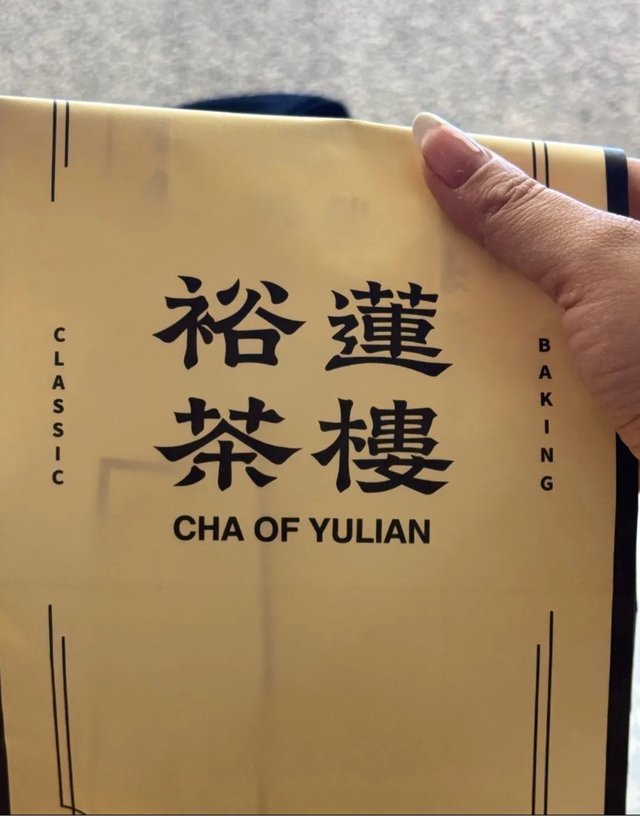 裕蓮
茶樓
CHA OF YULIAN
CLASSIC
BAKING